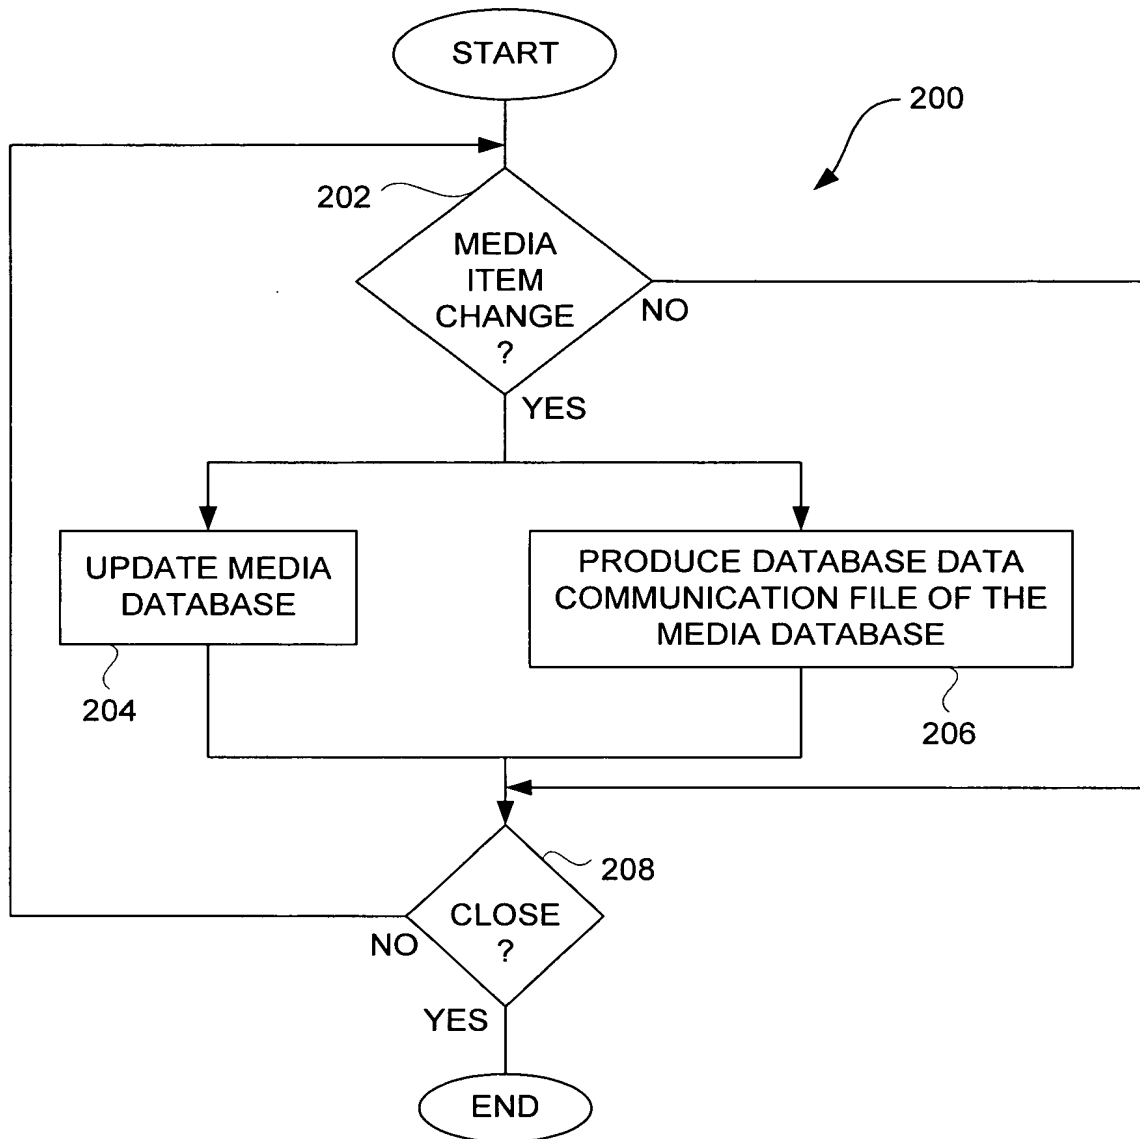 START
200
202
MEDIA
ITEM
CHANGE
?
NO
YES
UPDATE MEDIA
DATABASE
204
PRODUCE DATABASE DATA
COMMUNICATION FILE OF THE
MEDIA DATABASE
206
208
CLOSE
?
NO
YES
END